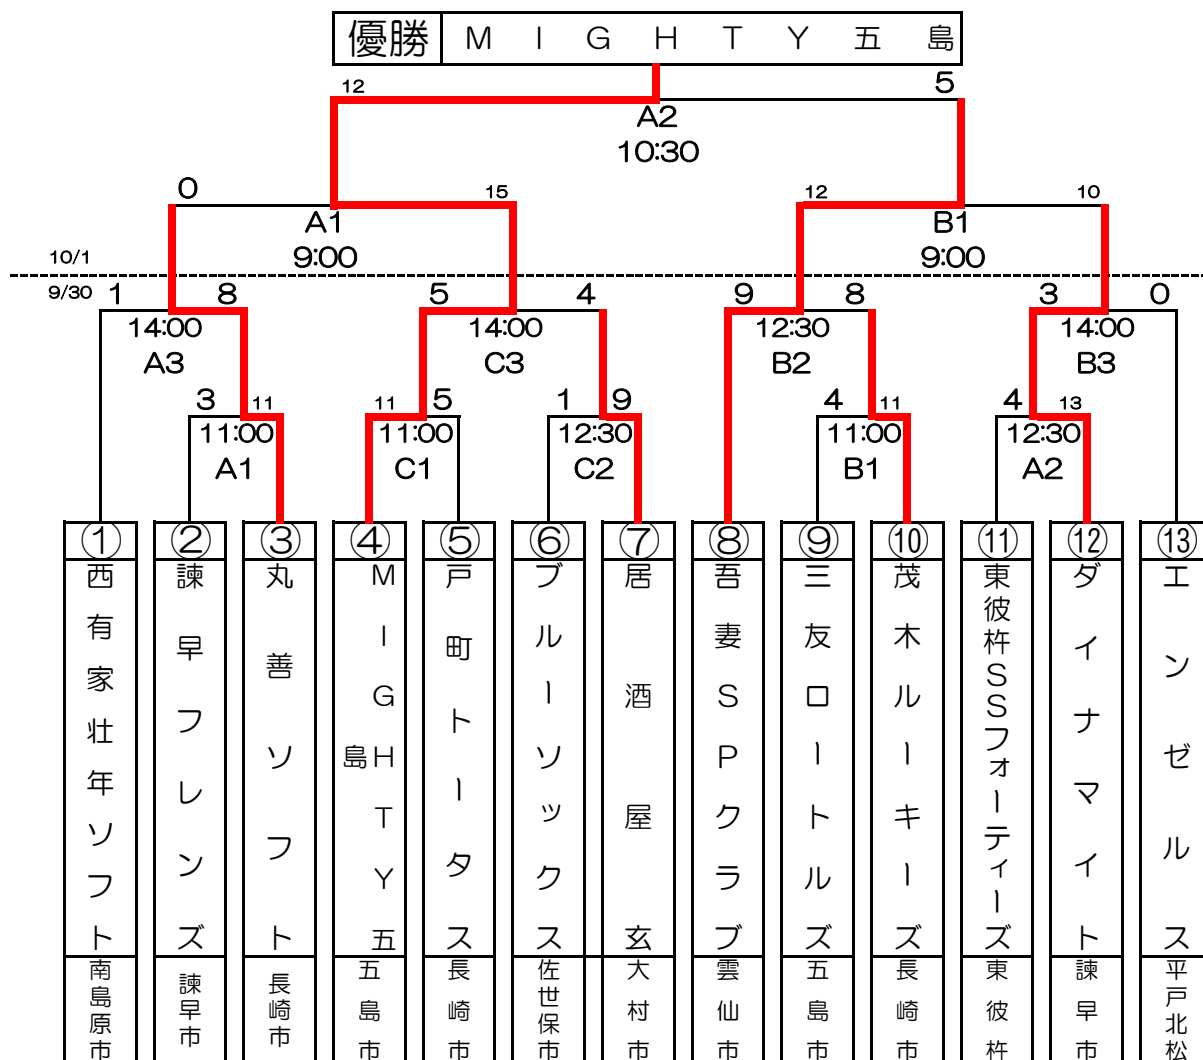 優勝 MIGHTY五島
12 5
A2
10:30
0 15 12 10
A1 B1
10/1 9:00 9:00
9/30 1 8 5 4 9 8 3 0
14:00 14:00 12:30 14:00
A3 C3 B2 B3
3 11 11 5 1 9 4 11 4 13
11:00 11:00 12:30 11:00 12:30
A1 C1 C2 B1 A2
① ② ③ ④ ⑤ ⑥ ⑦ ⑧ ⑨ ⑩ ⑪ ⑫ ⑬
西有家壮年ソフト
諫早フレンズ
丸善ソフト
MIGHTY五島
戸町トータス
ブルーソックス
居酒屋玄
吾妻SPクラブ
三友ロートルズ
茂木ルーキーズ
東彼杵SSフォーティーズ
ダイナマイト
エンゼルス
南島原市
諫早市
長崎市
五島市
長崎市
佐世保市
大村市
雲仙市
五島市
長崎市
東彼杵
諫早市
平戸北松